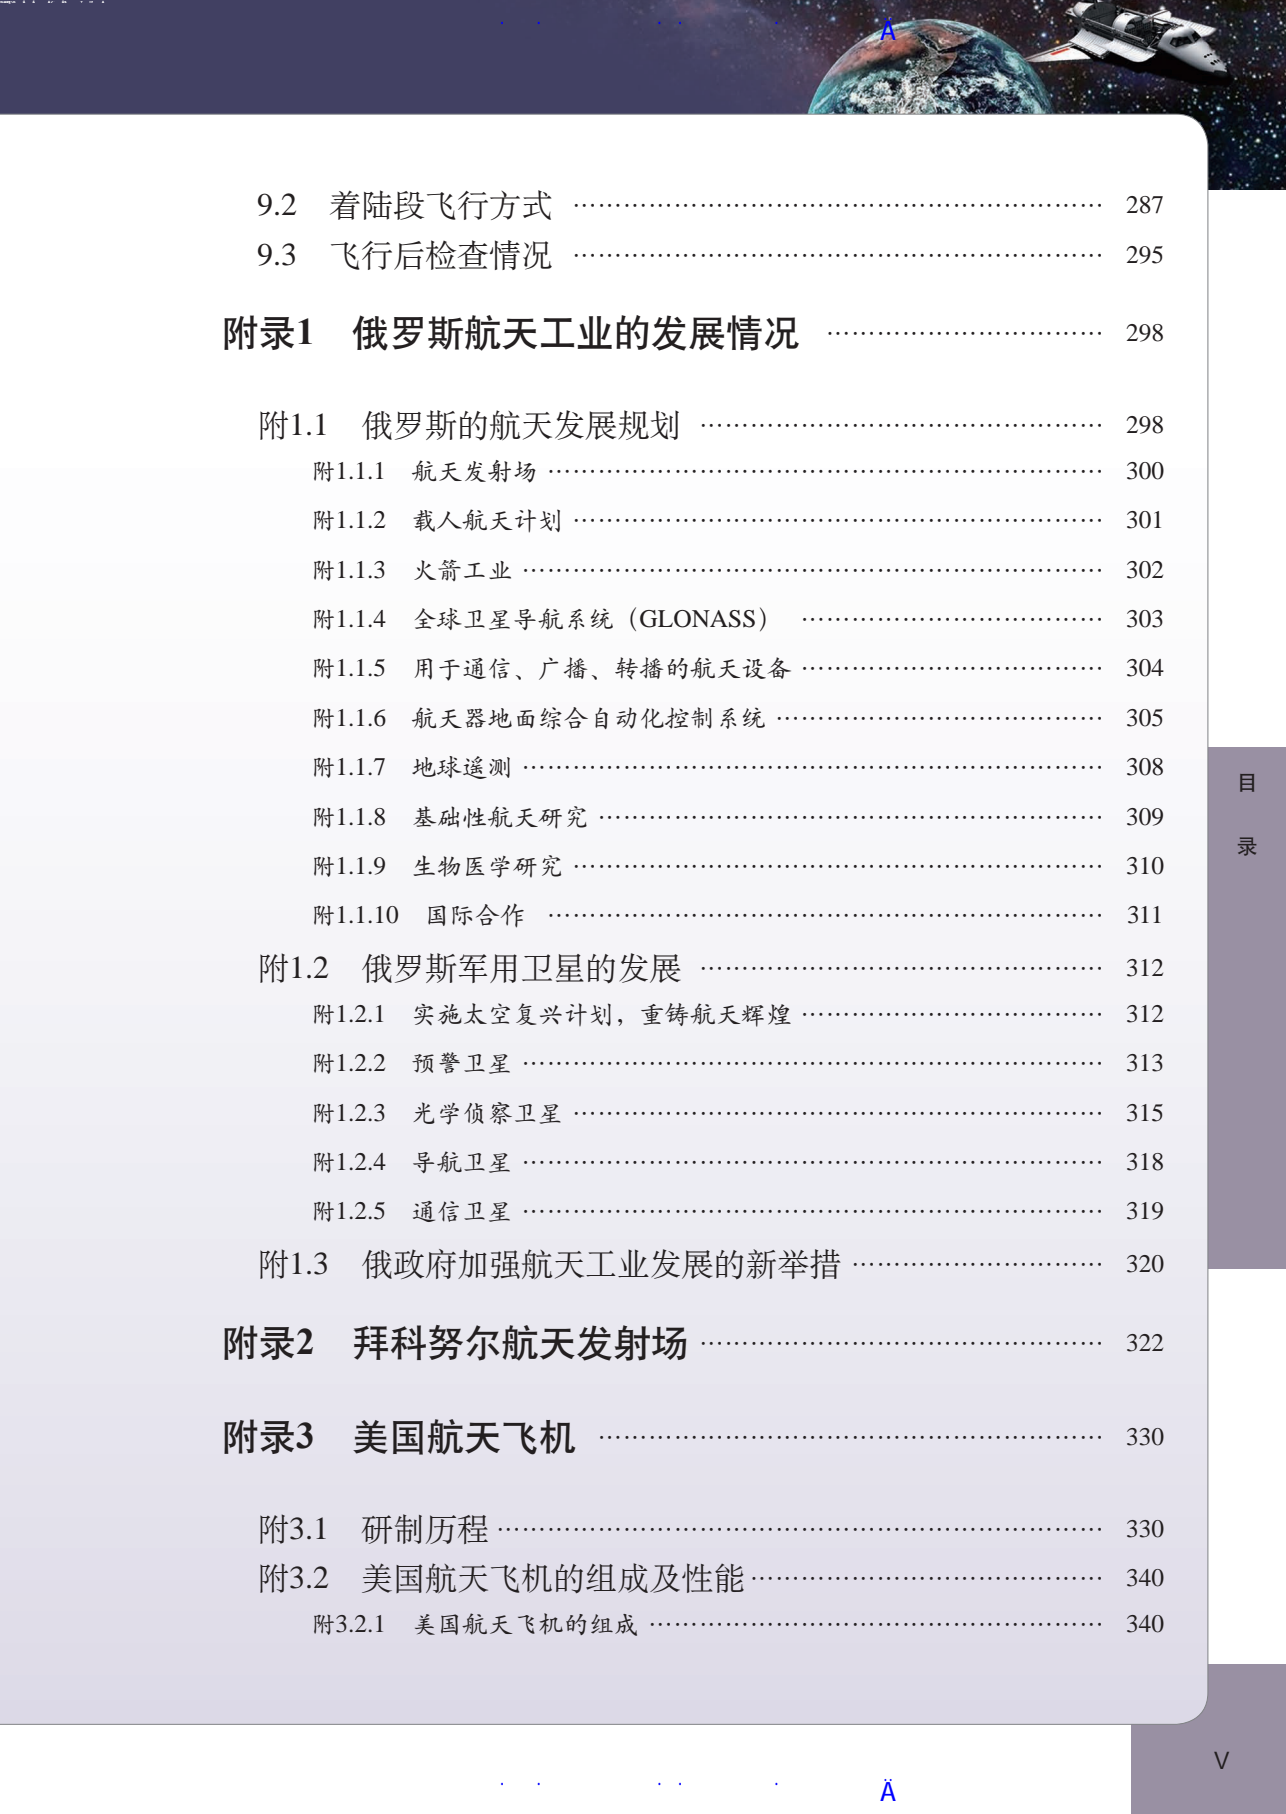 9.2 着陆段飞行方式 ………………………………………… 287
9.3 飞行后检查情况 ………………………………………… 295
附录1 俄罗斯航天工业的发展情况 …………………… 298
附1.1 俄罗斯的航天发展规划 ……………………………… 298
附1.1.1 航天发射场 ………………………………………… 300
附1.1.2 载人航天计划 ……………………………………… 301
附1.1.3 火箭工业 …………………………………………… 302
附1.1.4 全球卫星导航系统（GLONASS） ……………………… 303
附1.1.5 用于通信、广播、转播的航天设备 ……………………… 304
附1.1.6 航天器地面综合自动化控制系统 ……………………… 305
附1.1.7 地球遥测 …………………………………………… 308
附1.1.8 基础性航天研究 ……………………………………… 309
附1.1.9 生物医学研究 ……………………………………… 310
附1.1.10 国际合作 ………………………………………… 311
附1.2 俄罗斯军用卫星的发展 ……………………………… 312
附1.2.1 实施太空复兴计划，重铸航天辉煌 ……………………… 312
附1.2.2 预警卫星 …………………………………………… 313
附1.2.3 光学侦察卫星 ……………………………………… 315
附1.2.4 导航卫星 …………………………………………… 318
附1.2.5 通信卫星 …………………………………………… 319
附1.3 俄政府加强航天工业发展的新举措 …………………… 320
附录2 拜科努尔航天发射场 ……………………………… 322
附录3 美国航天飞机 ……………………………………… 330
附3.1 研制历程 ……………………………………………… 330
附3.2 美国航天飞机的组成及性能 ………………………… 340
附3.2.1 美国航天飞机的组成 ………………………………… 340
目
录
V
Ä